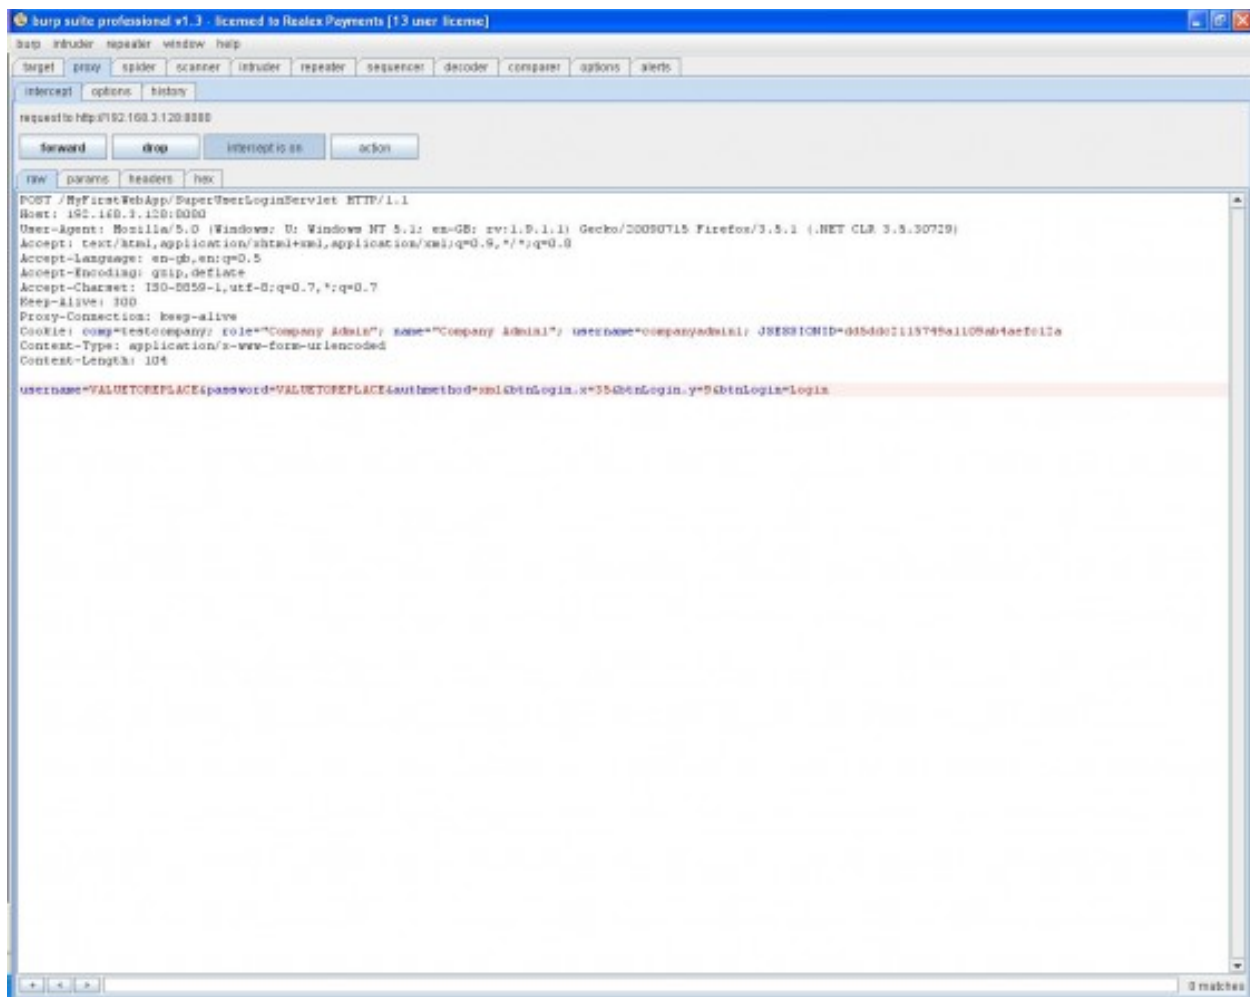 burp suite professional v1.3 - licensed to Realex Payments [13 user license]
burp intruder repeater window help
target proxy spider scanner intruder repeater sequencer decoder comparer options alerts
intercept options history
request to http://192.168.3.128:8080
forward drop intercept is on action
raw params headers hex
POST /MyFirstWebApp/SuperUserLoginServlet HTTP/1.1
Host: 192.168.3.128:8080
User-Agent: Mozilla/5.0 (Windows; U; Windows NT 5.1; en-GB; rv:1.9.1.1) Gecko/20090715 Firefox/3.5.1 (.NET CLR 3.5.30729)
Accept: text/html,application/xhtml+xml,application/xml;q=0.9,*/*;q=0.8
Accept-Language: en-gb,en;q=0.5
Accept-Encoding: gzip,deflate
Accept-Charset: ISO-8859-1,utf-8;q=0.7,*;q=0.7
Keep-Alive: 300
Proxy-Connection: keep-alive
Cookie: comp=testcompany; role="Company Admin"; name="Company Admin1"; username=companyadmin1; JSESSIONID=
Content-Type: application/x-www-form-urlencoded
Content-Length: 104
username=VALUETOREPLACE&password=VALUETOREPLACE&authmethod=xml&btnLogin.x=35&btnLogin.y=9&btnLogin=Login
+ < > 0 matches